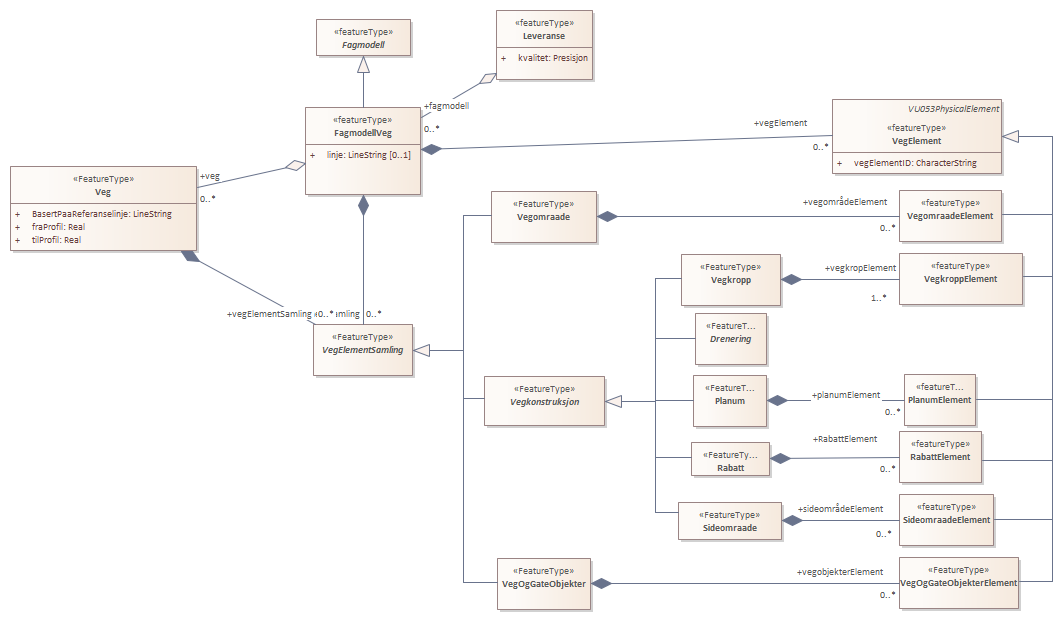 «featureType»
Fagmodell
«featureType»
Leveranse
+ kvalitet: Presisjon
+fagmodell
0..*
«featureType»
FagmodellVeg
+ linje: LineString [0..1]
+vegElement
0..*
VU053PhysicalElement
«featureType»
VegElement
+ vegElementID: CharacterString
«FeatureType»
Veg
+ BasertPaaReferanselinje: LineString
+ fraProfil: Real
+ tilProfil: Real
+veg
0..*
«FeatureType»
Vegomraade
+vegområdeElement
0..*
«featureType»
VegomraadeElement
«FeatureType»
Vegkropp
+vegkropElement
1..*
«featureType»
VegkroppElement
+vegElementSamling
0..*
mling
0..*
«FeatureType»
VegElementSamling
«FeatureT...
Drenering
«FeatureType»
Vegkonstruksjon
«FeatureT...
Planum
+planumElement
0..*
«featureT...
PlanumElement
«FeatureTy...
Rabatt
+RabattElement
0..*
«featureType»
RabattElement
«FeatureType»
Sideomraade
+sideområdeElement
0..*
«featureType»
SideomraadeElement
«FeatureType»
VegOgGateObjekter
+vegobjekterElement
0..*
«FeatureType»
VegOgGateObjekterElement